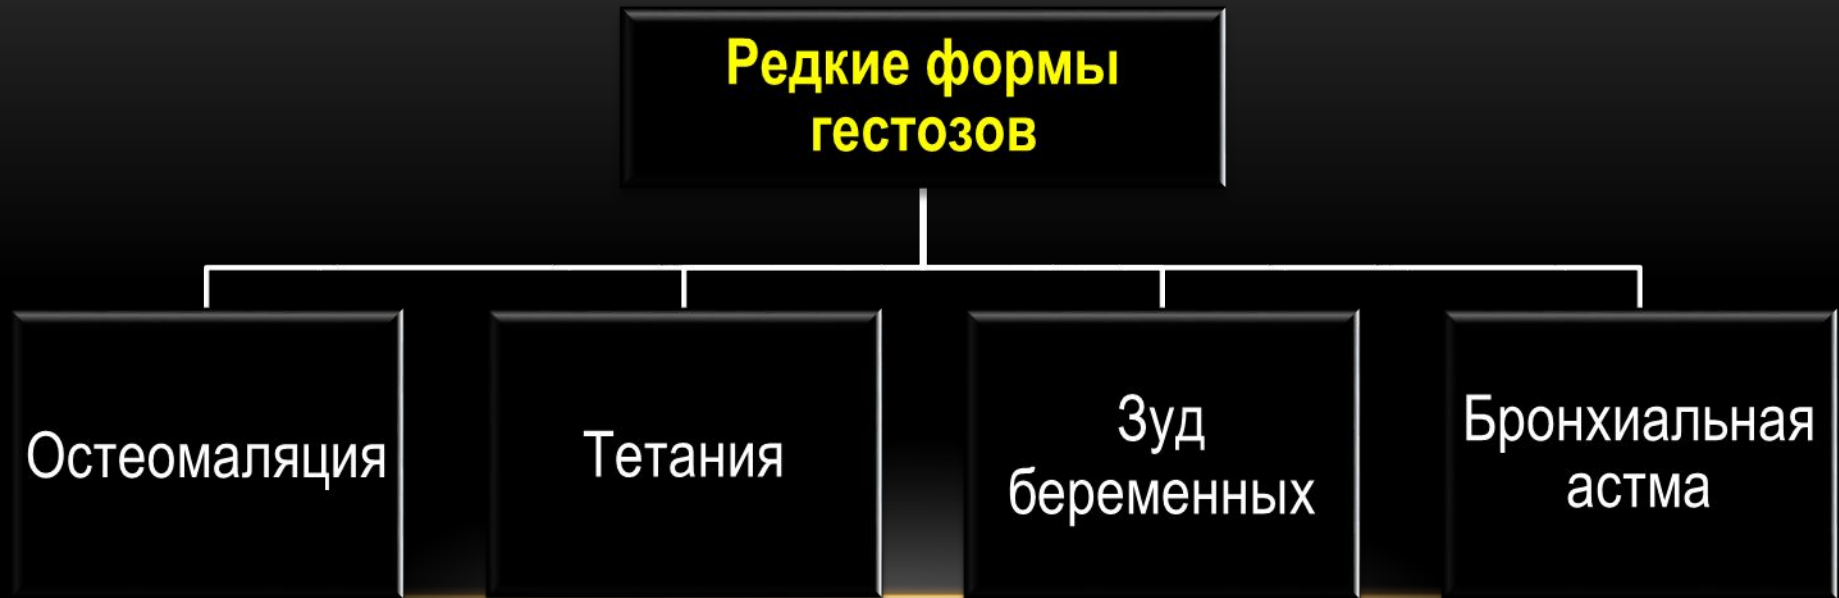 Редкие формы
гестозов
Остеомаляция
Тетания
Зуд
беременных
Бронхиальная
астма